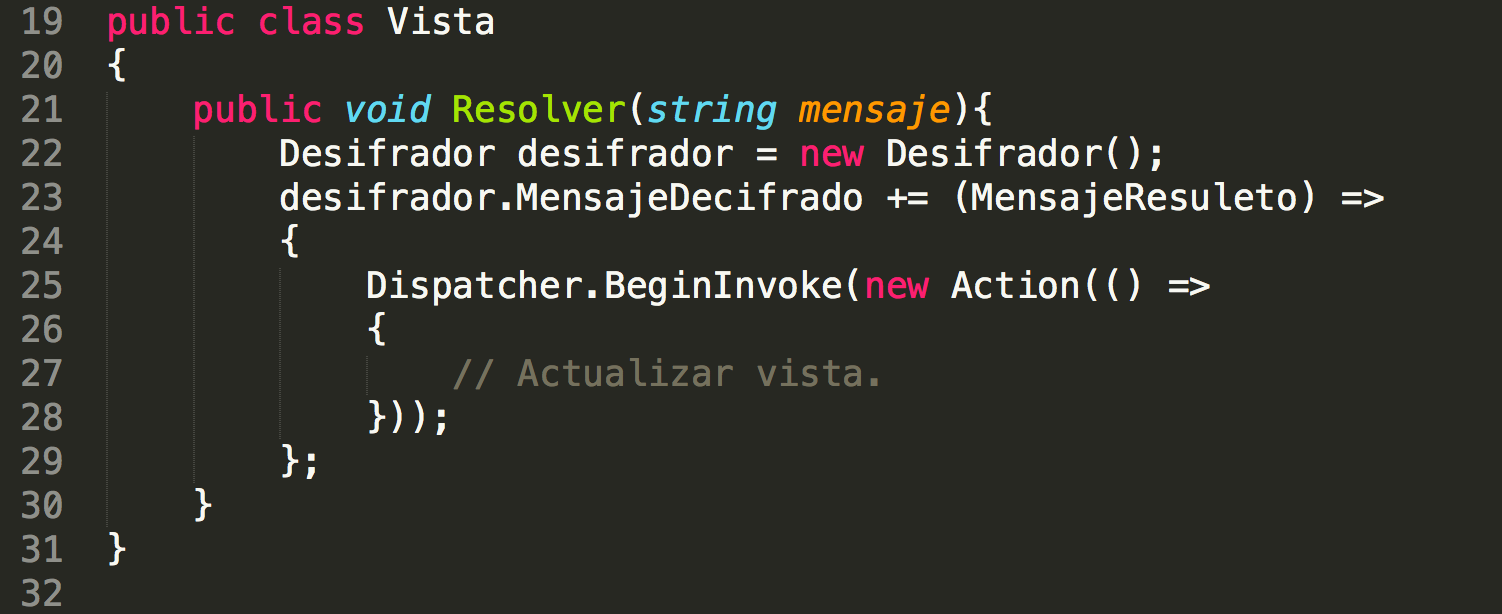 19 public class Vista
20 {
21     public void Resolver(string mensaje){
22         Desifrador desifrador = new Desifrador();
23         desifrador.MensajeDecifrado += (MensajeResuleto) =>
24         {
25             Dispatcher.BeginInvoke(new Action(() =>
26             {
27                 // Actualizar vista.
28             }));
29         };
30     }
31 }
32